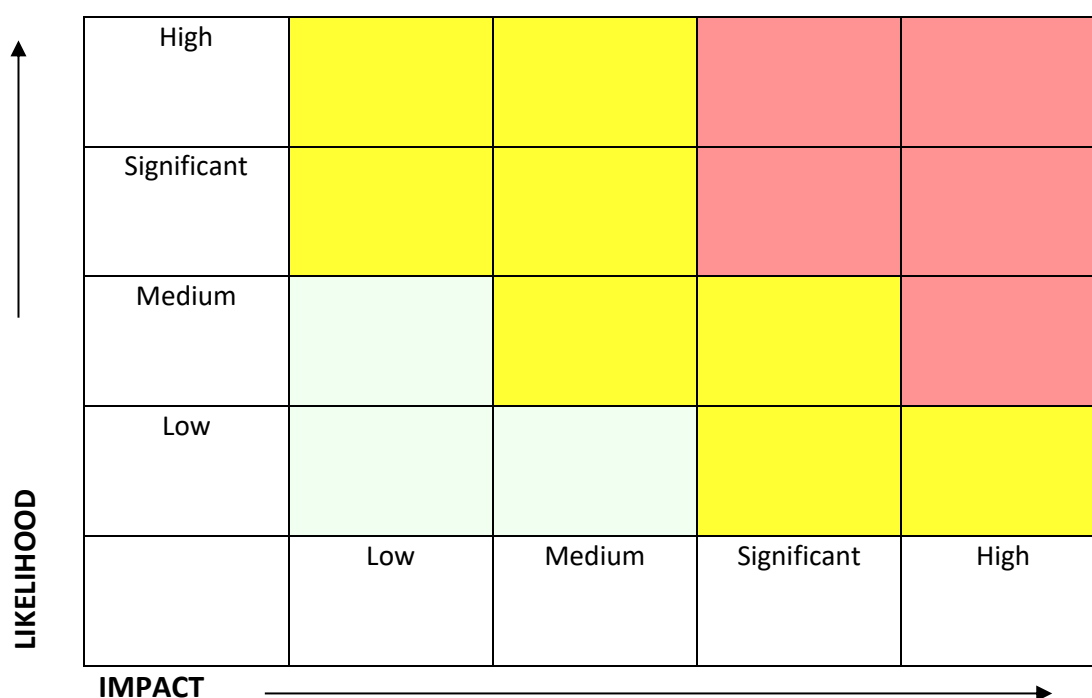 High
Significant
Medium
Low
Low Medium Significant High
LIKELIHOOD
IMPACT